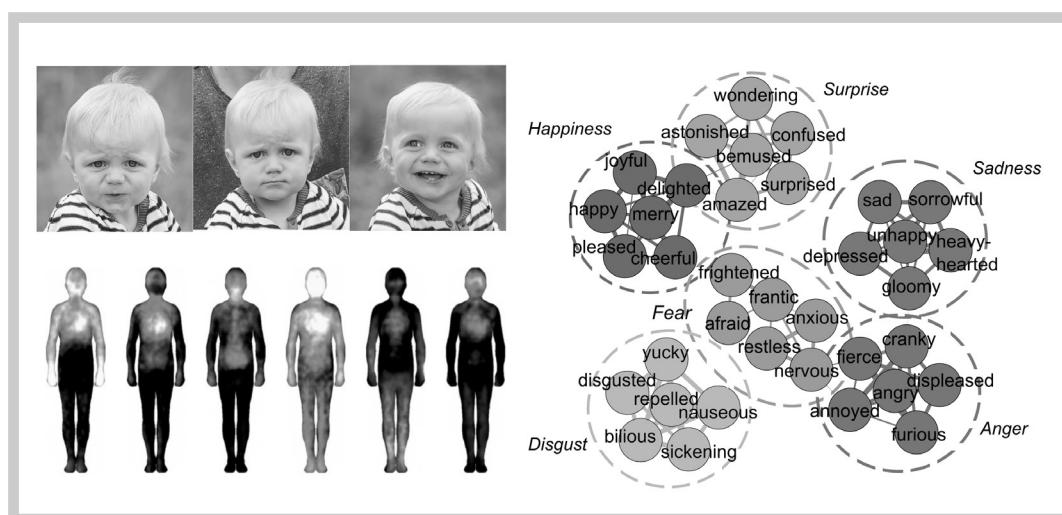 Surprise
wondering
astonished
confused
bemused
surprised
amazed
Happiness
joyful
delighted
happy
merry
pleased
cheerful
Sadness
sad
sorrowful
unhappy
heavy-
hearted
depressed
gloomy
Fear
frightened
frantic
afraid
anxious
restless
nervous
Disgust
yucky
disgusted
repelled
nauseous
bilious
sickening
Anger
fierce
cranky
displeased
angry
annoyed
furious